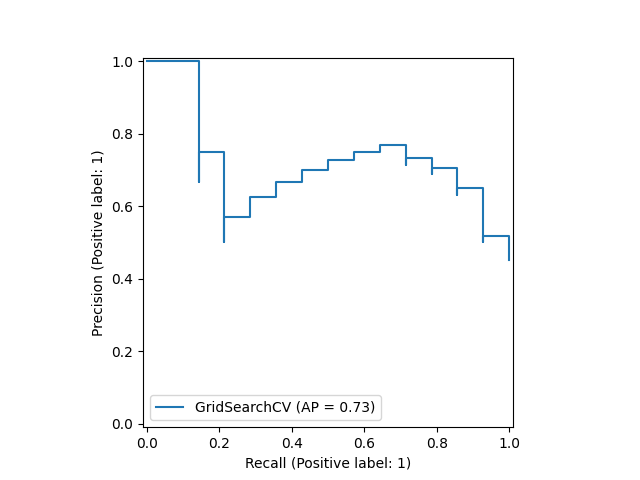 1.0
0.8
0.6
0.4
0.2
0.0
Precision (Positive label: 1)
GridSearchCV (AP = 0.73)
0.0 0.2 0.4 0.6 0.8 1.0
Recall (Positive label: 1)